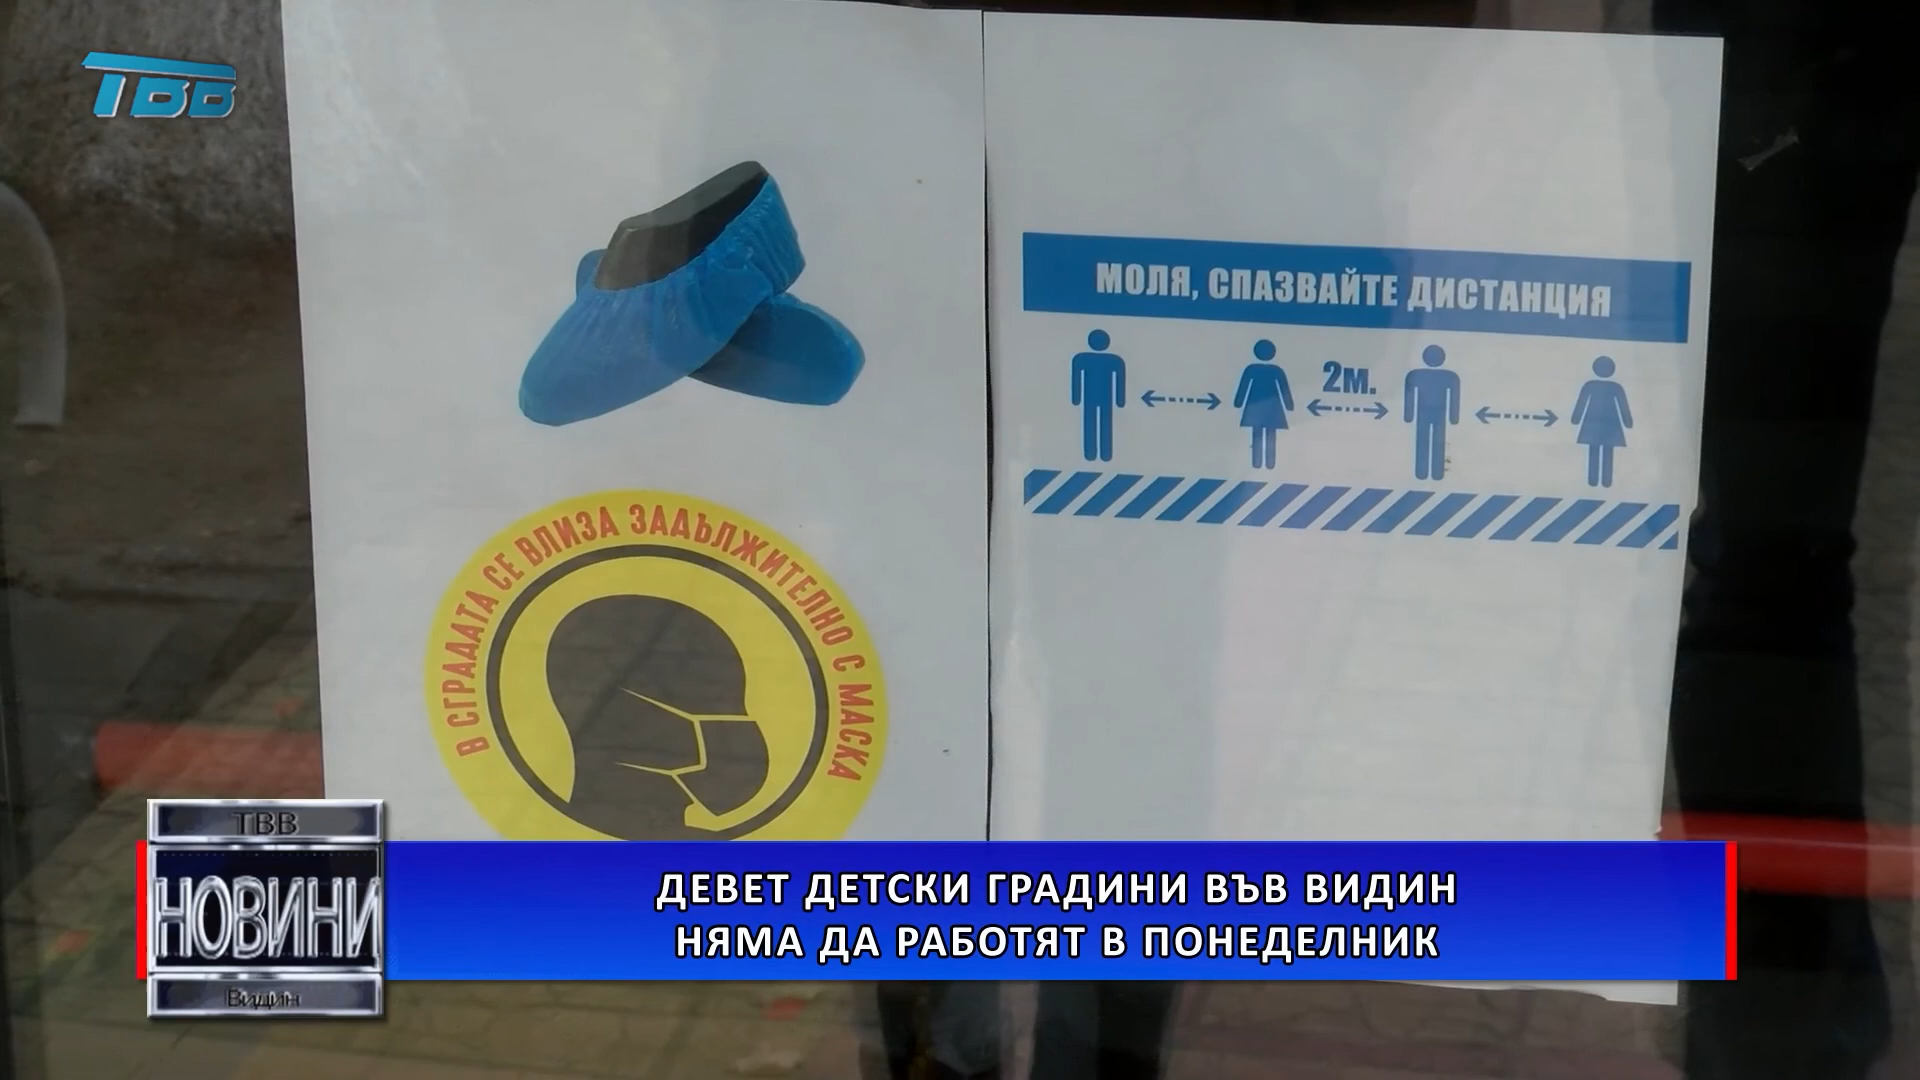 ТВВ
МОЛЯ, СПАЗВАЙТЕ ДИСТАНЦИЯ
2м.
В СГРАДАТА СЕ ВЛИЗА ЗАДЪЛЖИТЕЛНО С МАСКА
ТВВ
НОВИНИ
Видин
ДЕВЕТ ДЕТСКИ ГРАДИНИ ВЪВ ВИДИН
НЯМА ДА РАБОТЯТ В ПОНЕДЕЛНИК